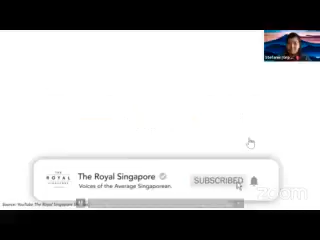 THE
ROYAL
SINGAPORE
The Royal Singapore
Voices of the Average Singaporean.
SUBSCRIBED
Source: YouTube The Royal Singapore
zoom